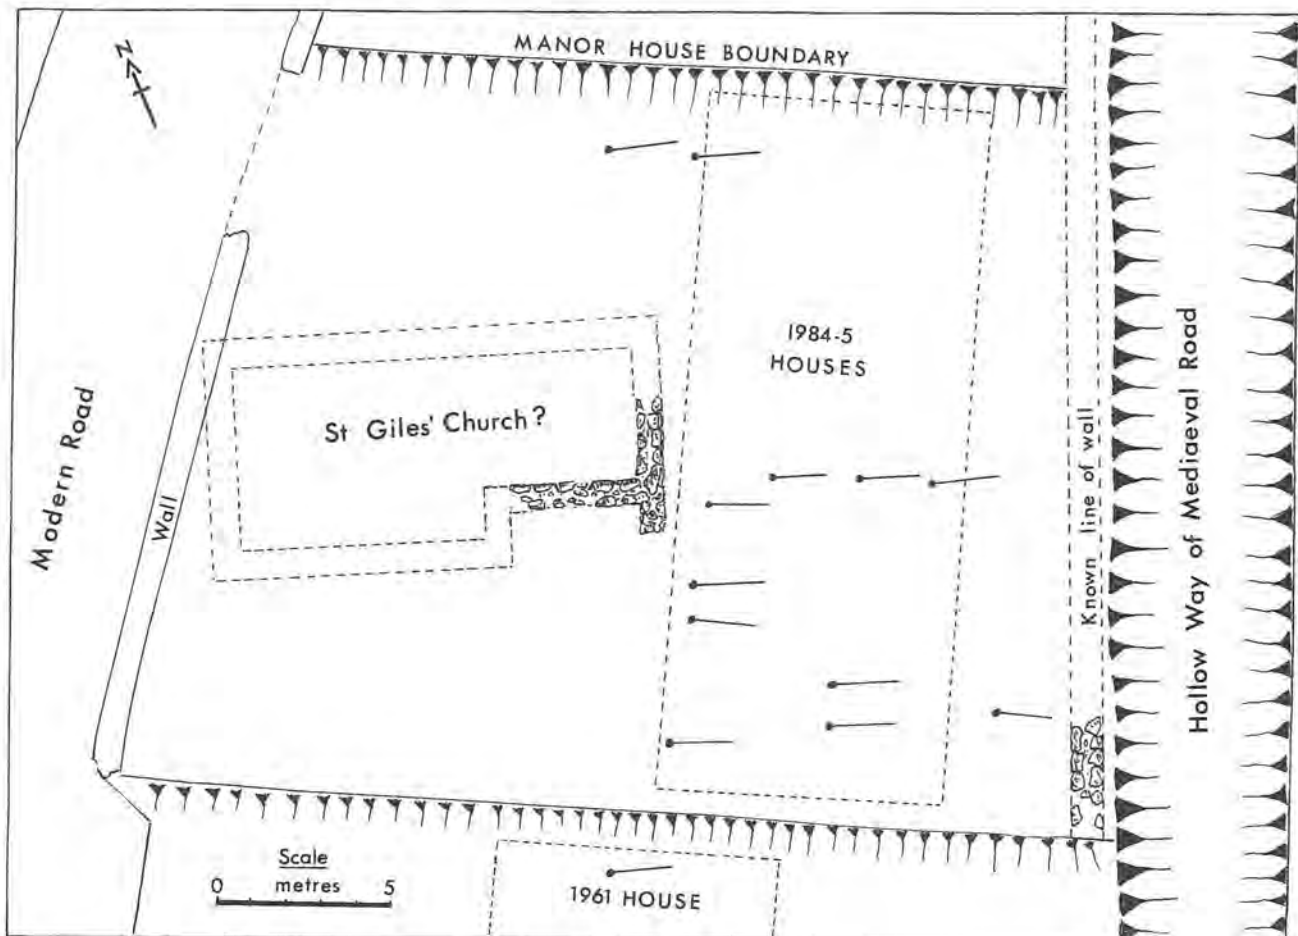 N
MANOR HOUSE BOUNDARY
1984-5
HOUSES
St Giles' Church?
Modern Road
Wall
Known line of wall
Hollow Way of Mediaeval Road
Scale
0 metres 5
1961 HOUSE